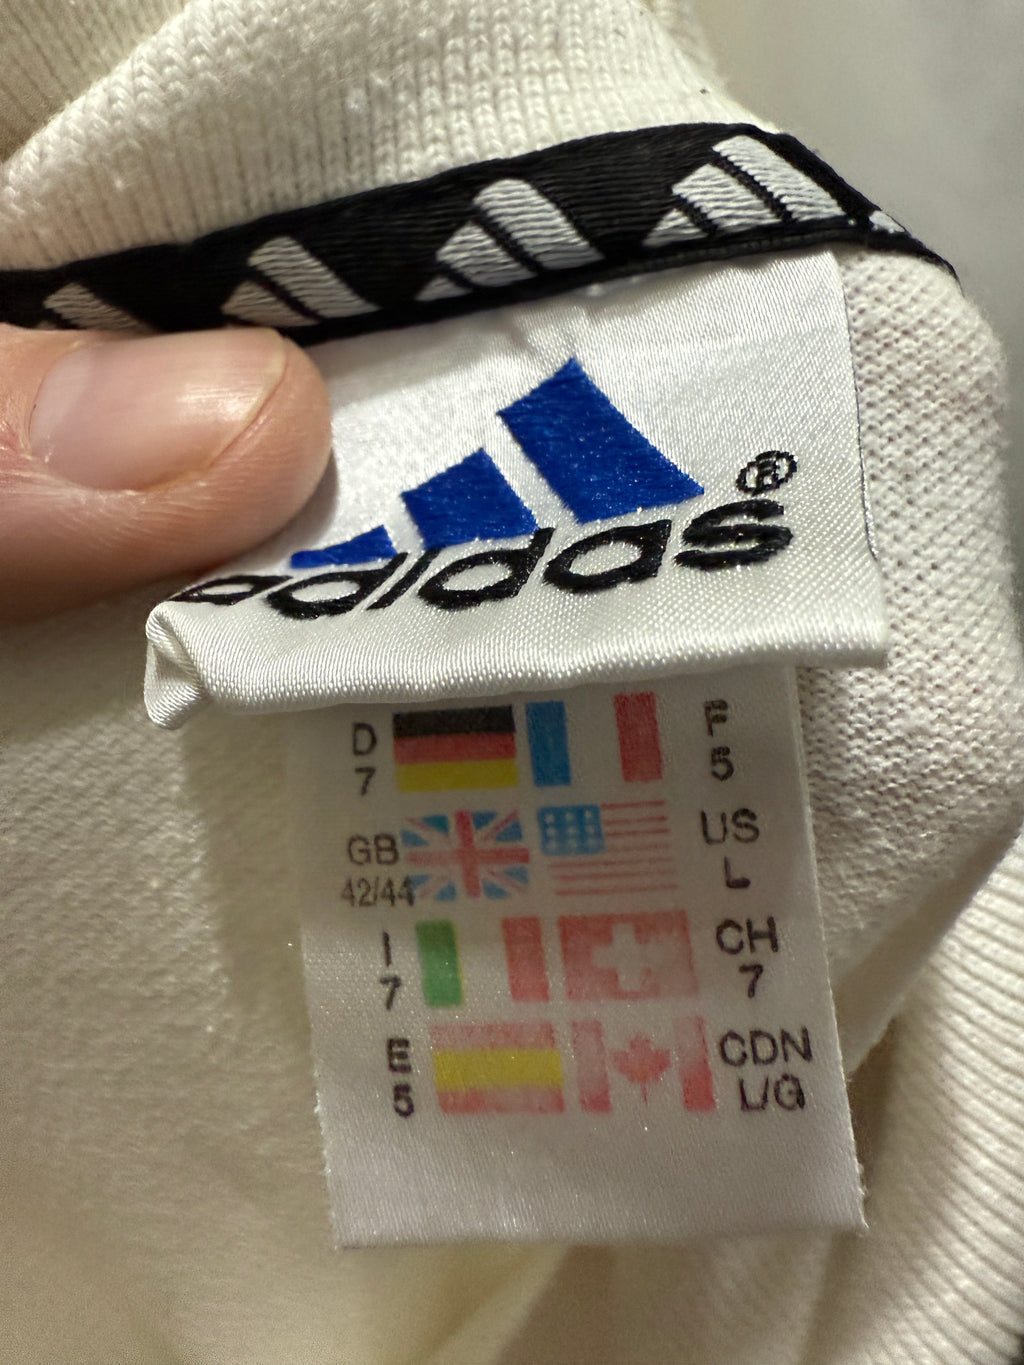 adidas®
D 7 F 5
GB 42/44 US L
I 7 CH 7
E 5 CDN L/G